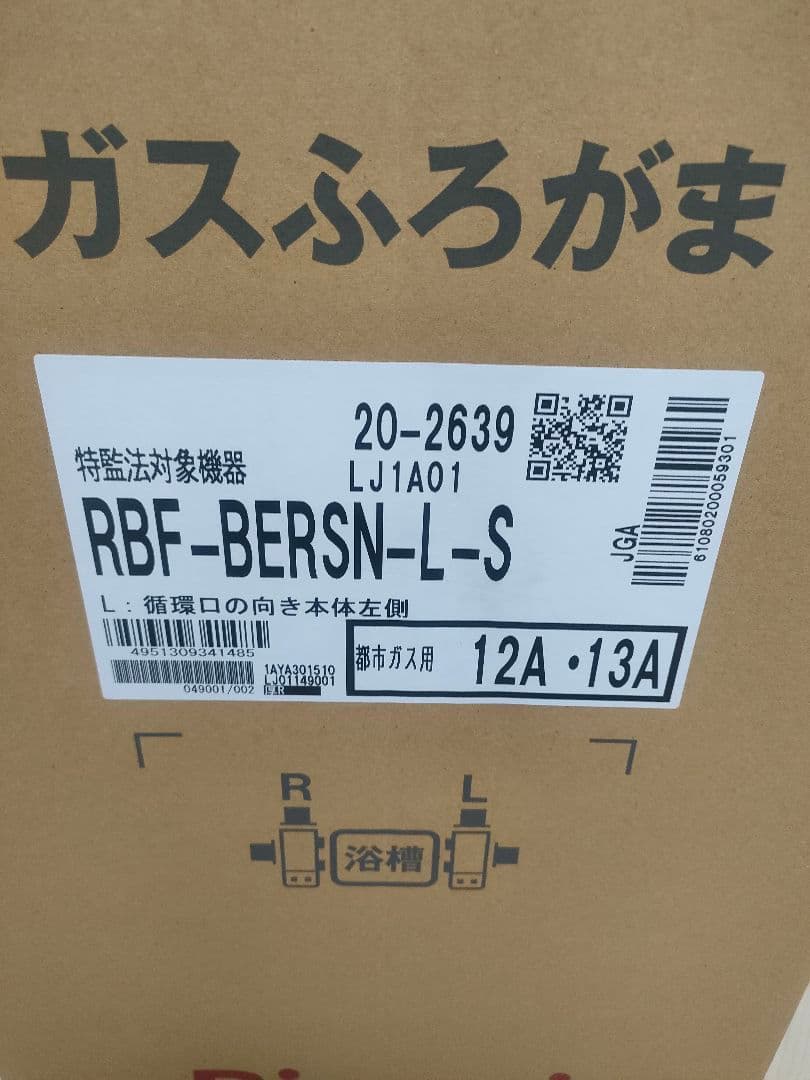 ガスふろがま
20-2639
特監法対象機器
LJ1A01
RBF-BERSN-L-S
L：循環口の向き本体左側
4951309341485
1AYA301510
LJ01149001
049001/002
都市ガス用 12A・13A
JGA
61080200059301
R L
浴槽